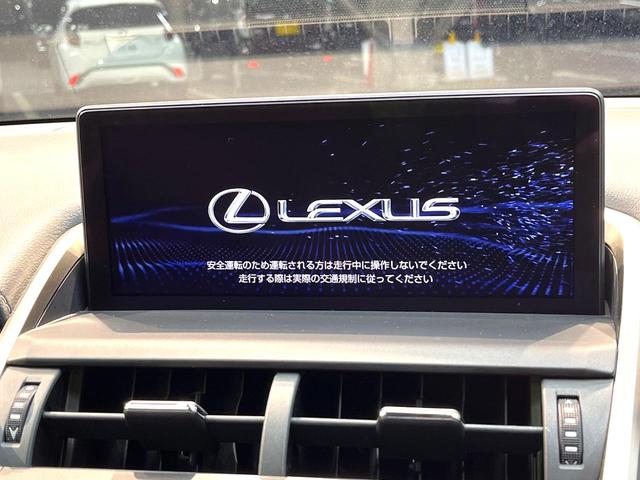 LEXUS
安全運転のため運転される方は走行中に操作しないでください
走行する際は実際の交通規制に従ってください